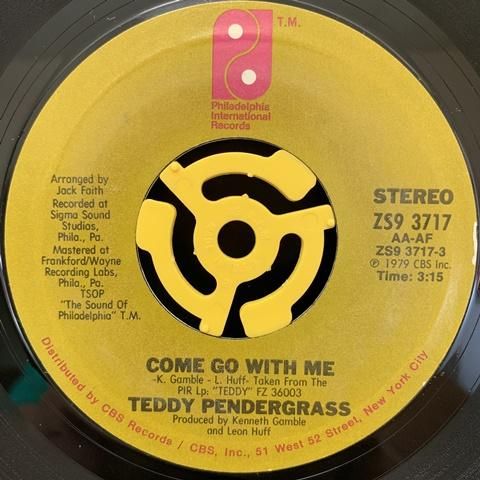 T.M.
Philadelphia
International
Records
Arranged by
Jack Faith
Recorded at
Sigma Sound
Studios,
Phila., Pa.
Mastered at
Frankford/Wayne
Recording Labs,
Phila., Pa.
TSOP
"The Sound Of
Philadelphia" T.M.
STEREO
ZS9 3717
AA-AF
ZS9 3717-3
℗ 1979 CBS Inc.
Time: 3:15
COME GO WITH ME
-K. Gamble - L. Huff- Taken From The
PIR Lp: "TEDDY" FZ 36003
TEDDY PENDERGRASS
Produced by Kenneth Gamble
and Leon Huff
Distributed by CBS Records / CBS, Inc., 51 West 52 Street, New York City